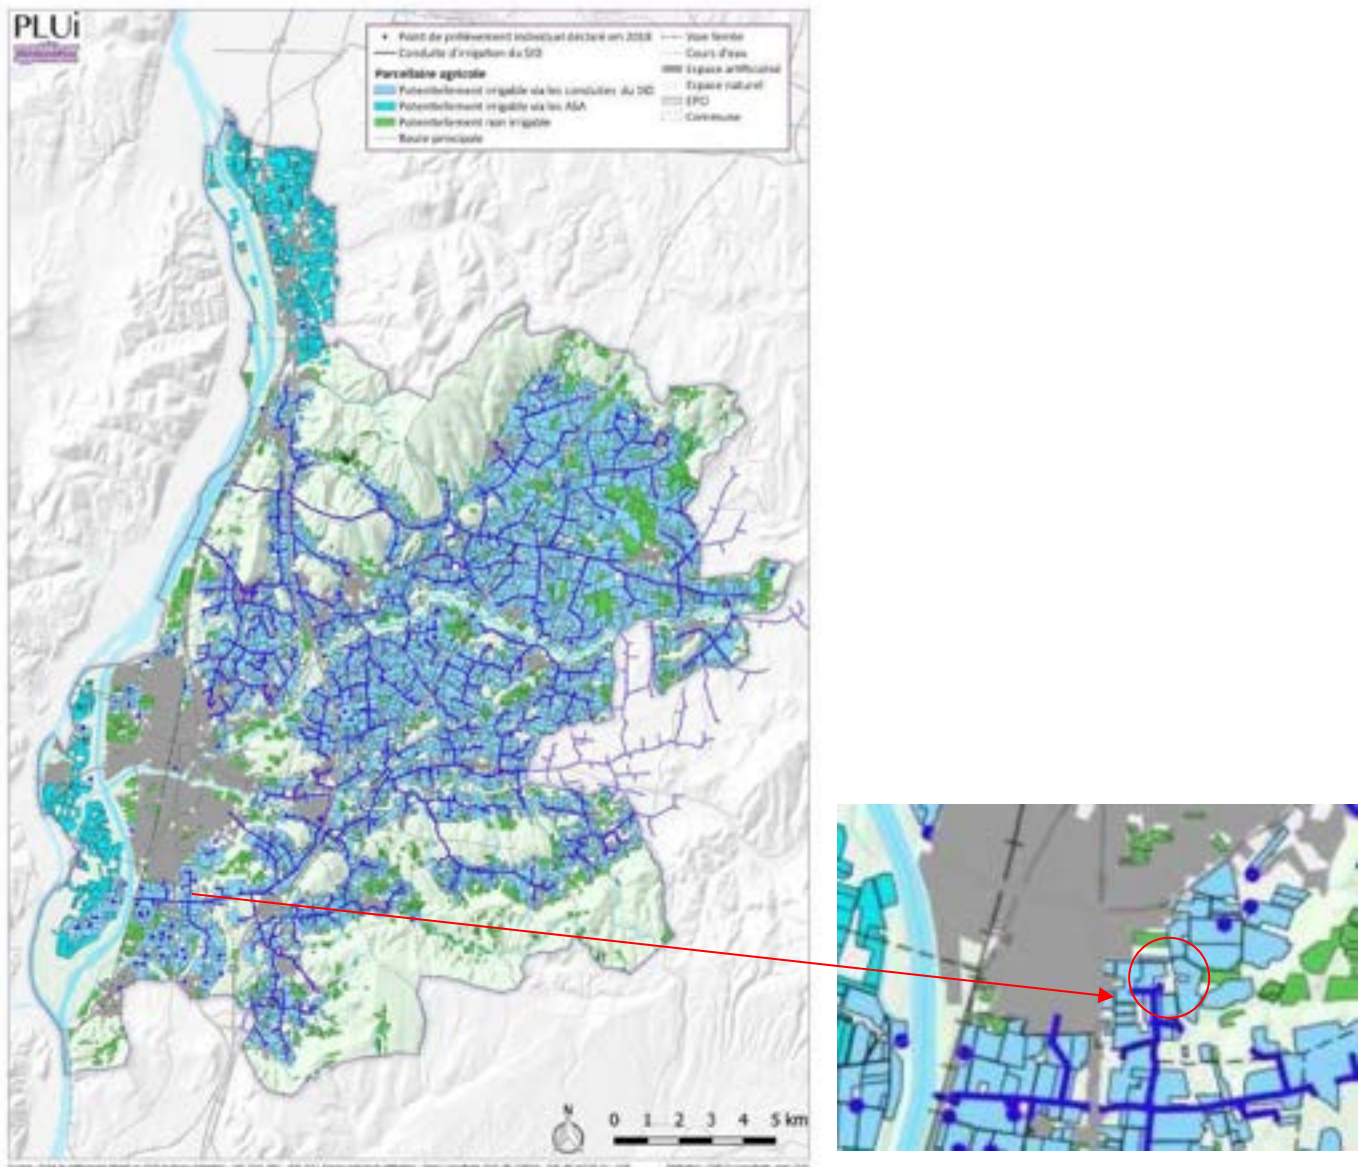 PLUi
Point de prélèvement individuel déclaré en 2018
Conduite d'irrigation du SID
Parcellaire agricole
Potentiellement irrigable via les conduites du SID
Potentiellement irrigable via les ASA
Potentiellement non irrigable
Route principale
Voie ferrée
Cours d'eau
Espace artificialisé
Espace naturel
EPCI
Commune
N
0 1 2 3 4 5 km